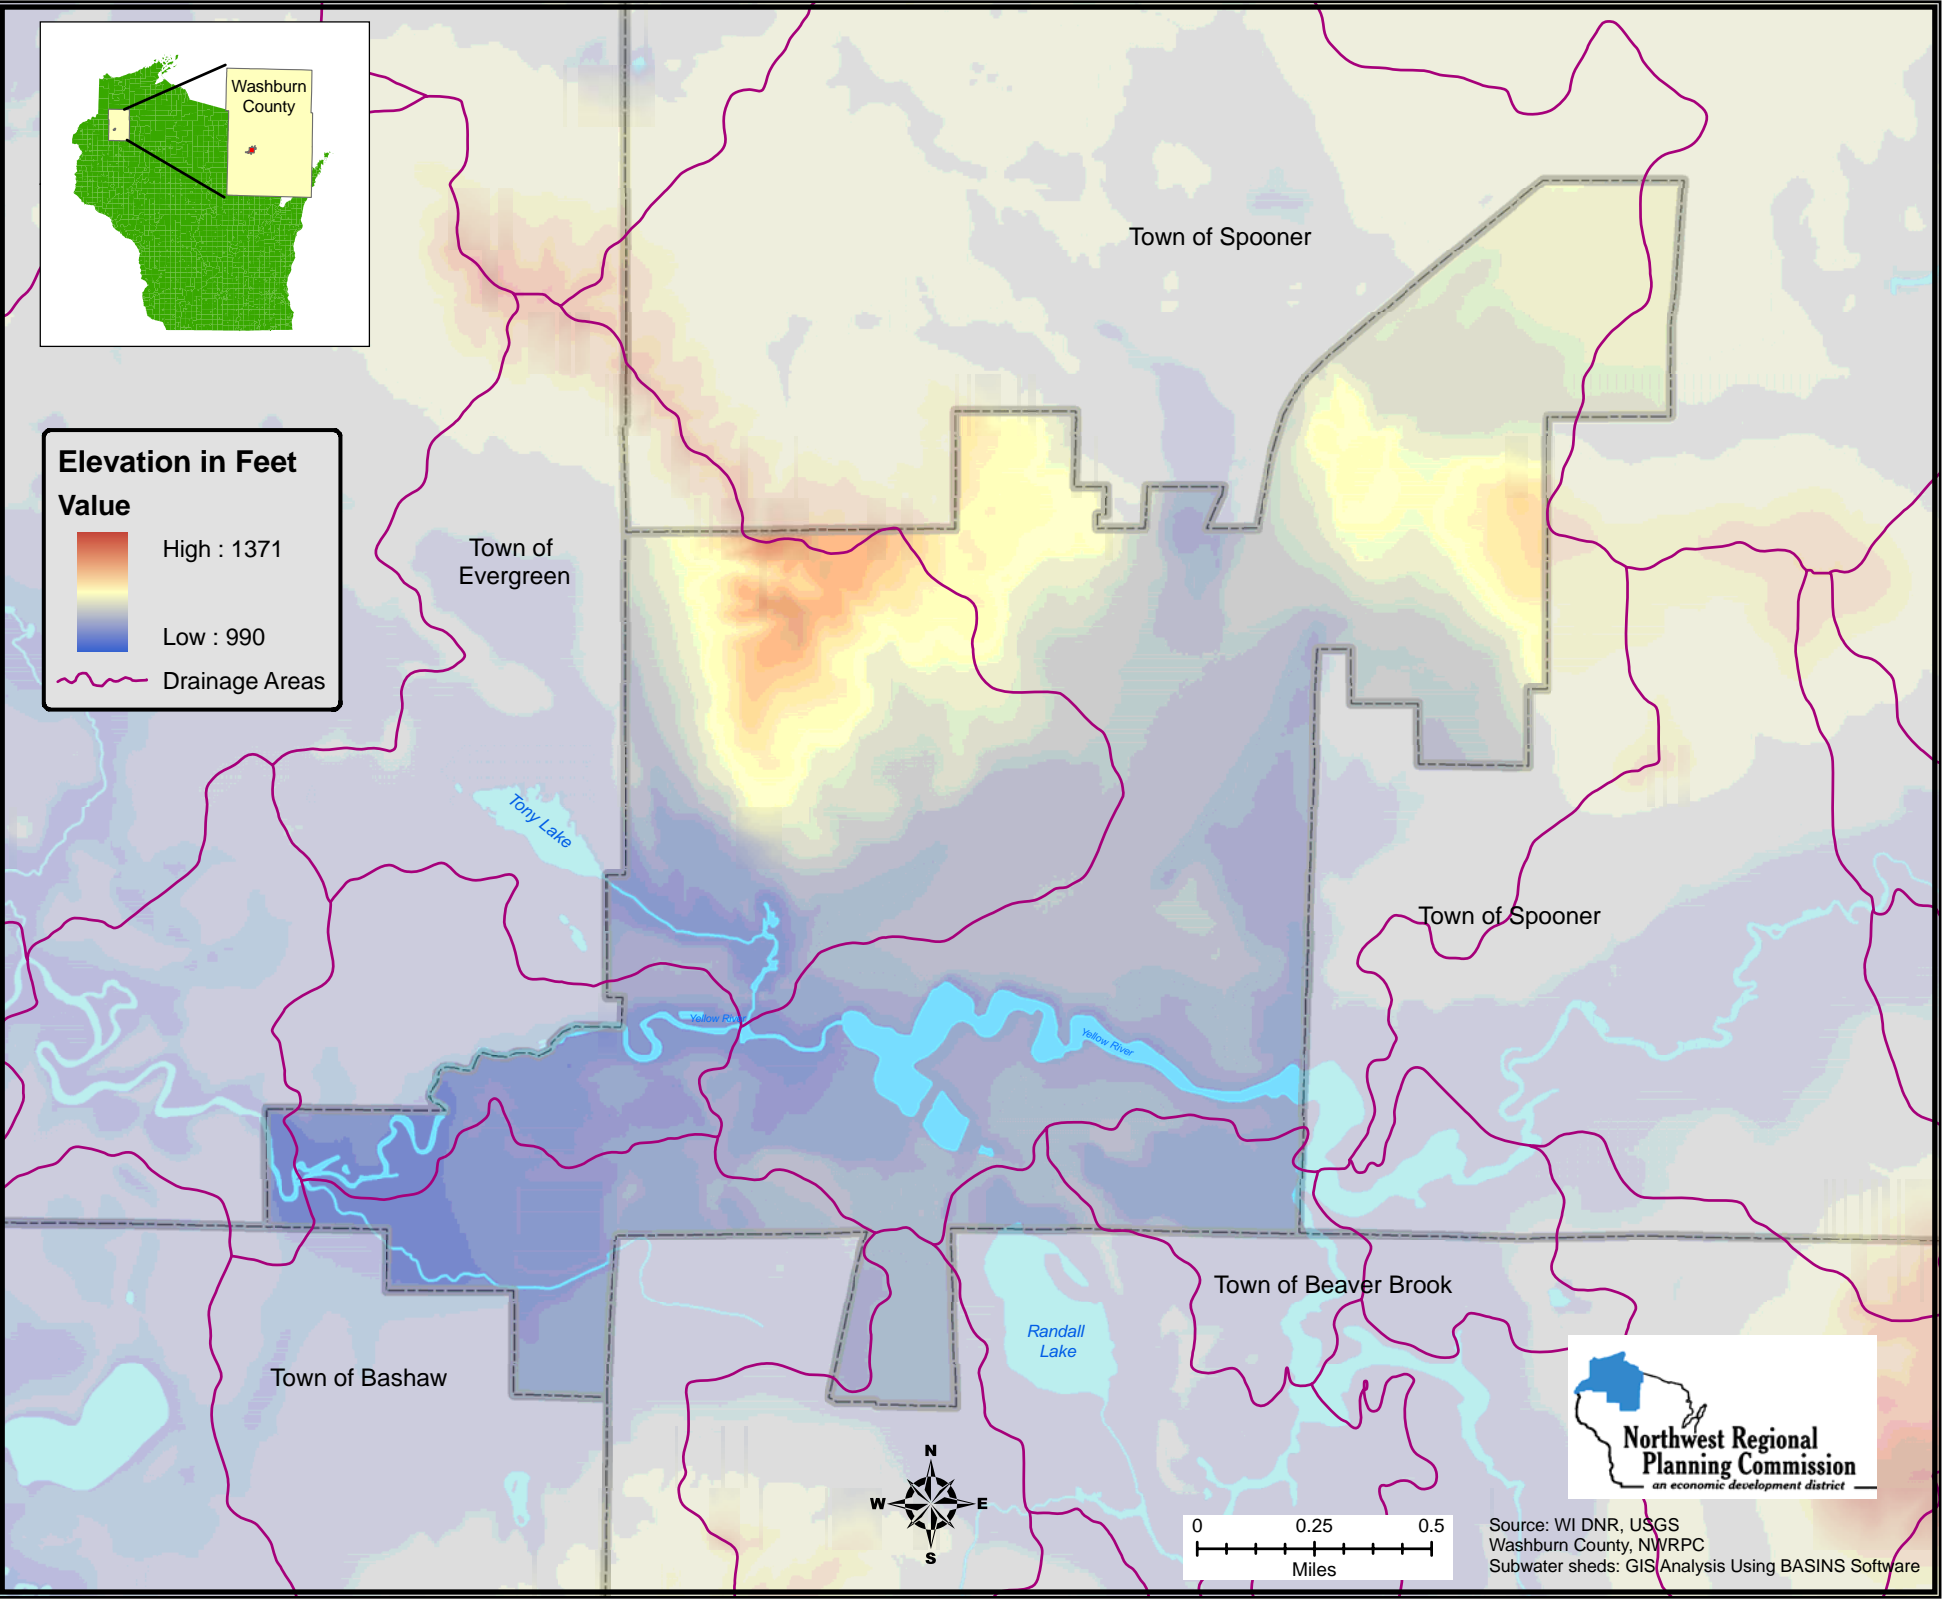 Washburn
County
Town of Spooner
Elevation in Feet
Value
High : 1371
Low : 990
Drainage Areas
Town of
Evergreen
Tony Lake
Town of Spooner
Yellow River
Yellow River
Town of Beaver Brook
Randall
Lake
Town of Bashaw
N
W
E
S
0 0.25 0.5
Miles
Northwest Regional
Planning Commission
an economic development district
Source: WI DNR, USGS
Washburn County, NWRPC
Subwater sheds: GIS Analysis Using BASINS Software